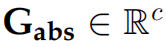 G_abs ∈ ℝ^c